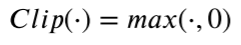 Clip(·) = max(·, 0)